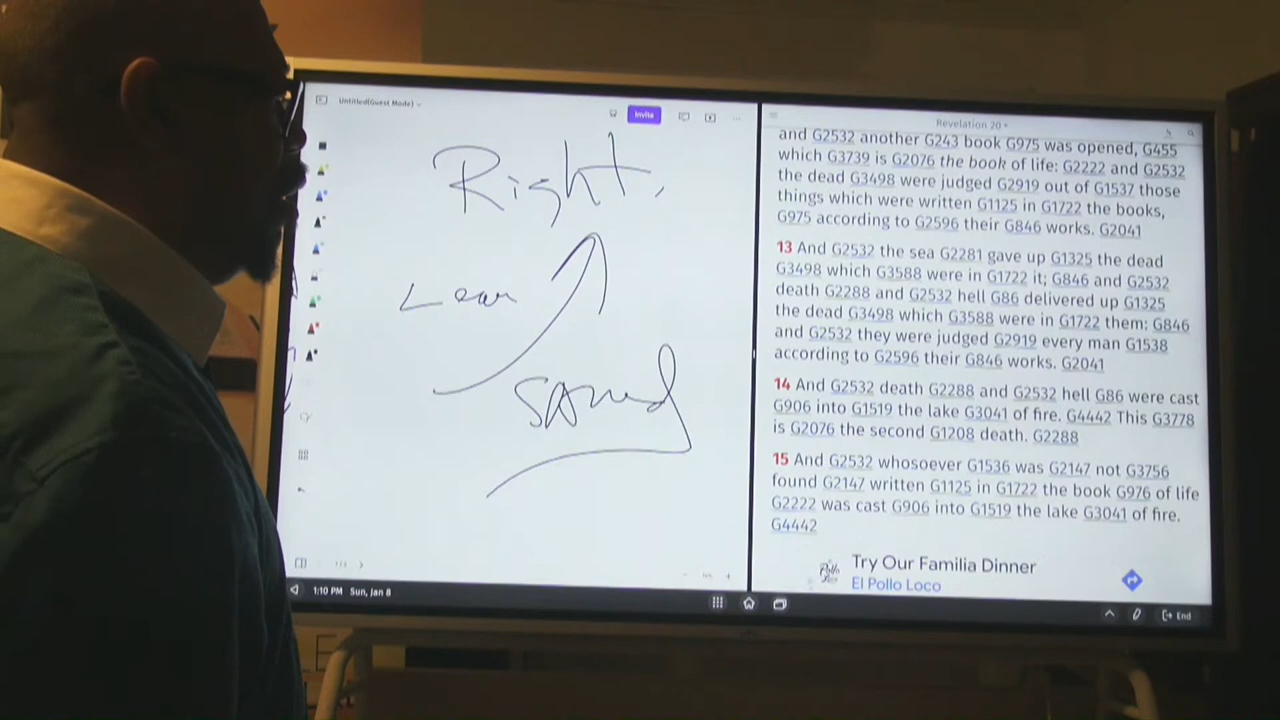 Untitled(Guest Mode)
Invite
Right,
Lear
saved
1:10 PM Sun, Jan 8
Revelation 20
and G2532 another G243 book G975 was opened, G455
which G3739 is G2076 the book of life: G2222 and G2532
the dead G3498 were judged G2919 out of G1537 those
things which were written G1125 in G1722 the books,
G975 according to G2596 their G846 works. G2041
13 And G2532 the sea G2281 gave up G1325 the dead
G3498 which G3588 were in G1722 it; G846 and G2532
death G2288 and G2532 hell G86 delivered up G1325
the dead G3498 which G3588 were in G1722 them: G846
and G2532 they were judged G2919 every man G1538
according to G2596 their G846 works. G2041
14 And G2532 death G2288 and G2532 hell G86 were cast
G906 into G1519 the lake G3041 of fire. G4442 This G3778
is G2076 the second G1208 death. G2288
15 And G2532 whosoever G1536 was G2147 not G3756
found G2147 written G1125 in G1722 the book G976 of life
G2222 was cast G906 into G1519 the lake G3041 of fire.
G4442
Try Our Familia Dinner
El Pollo Loco
End